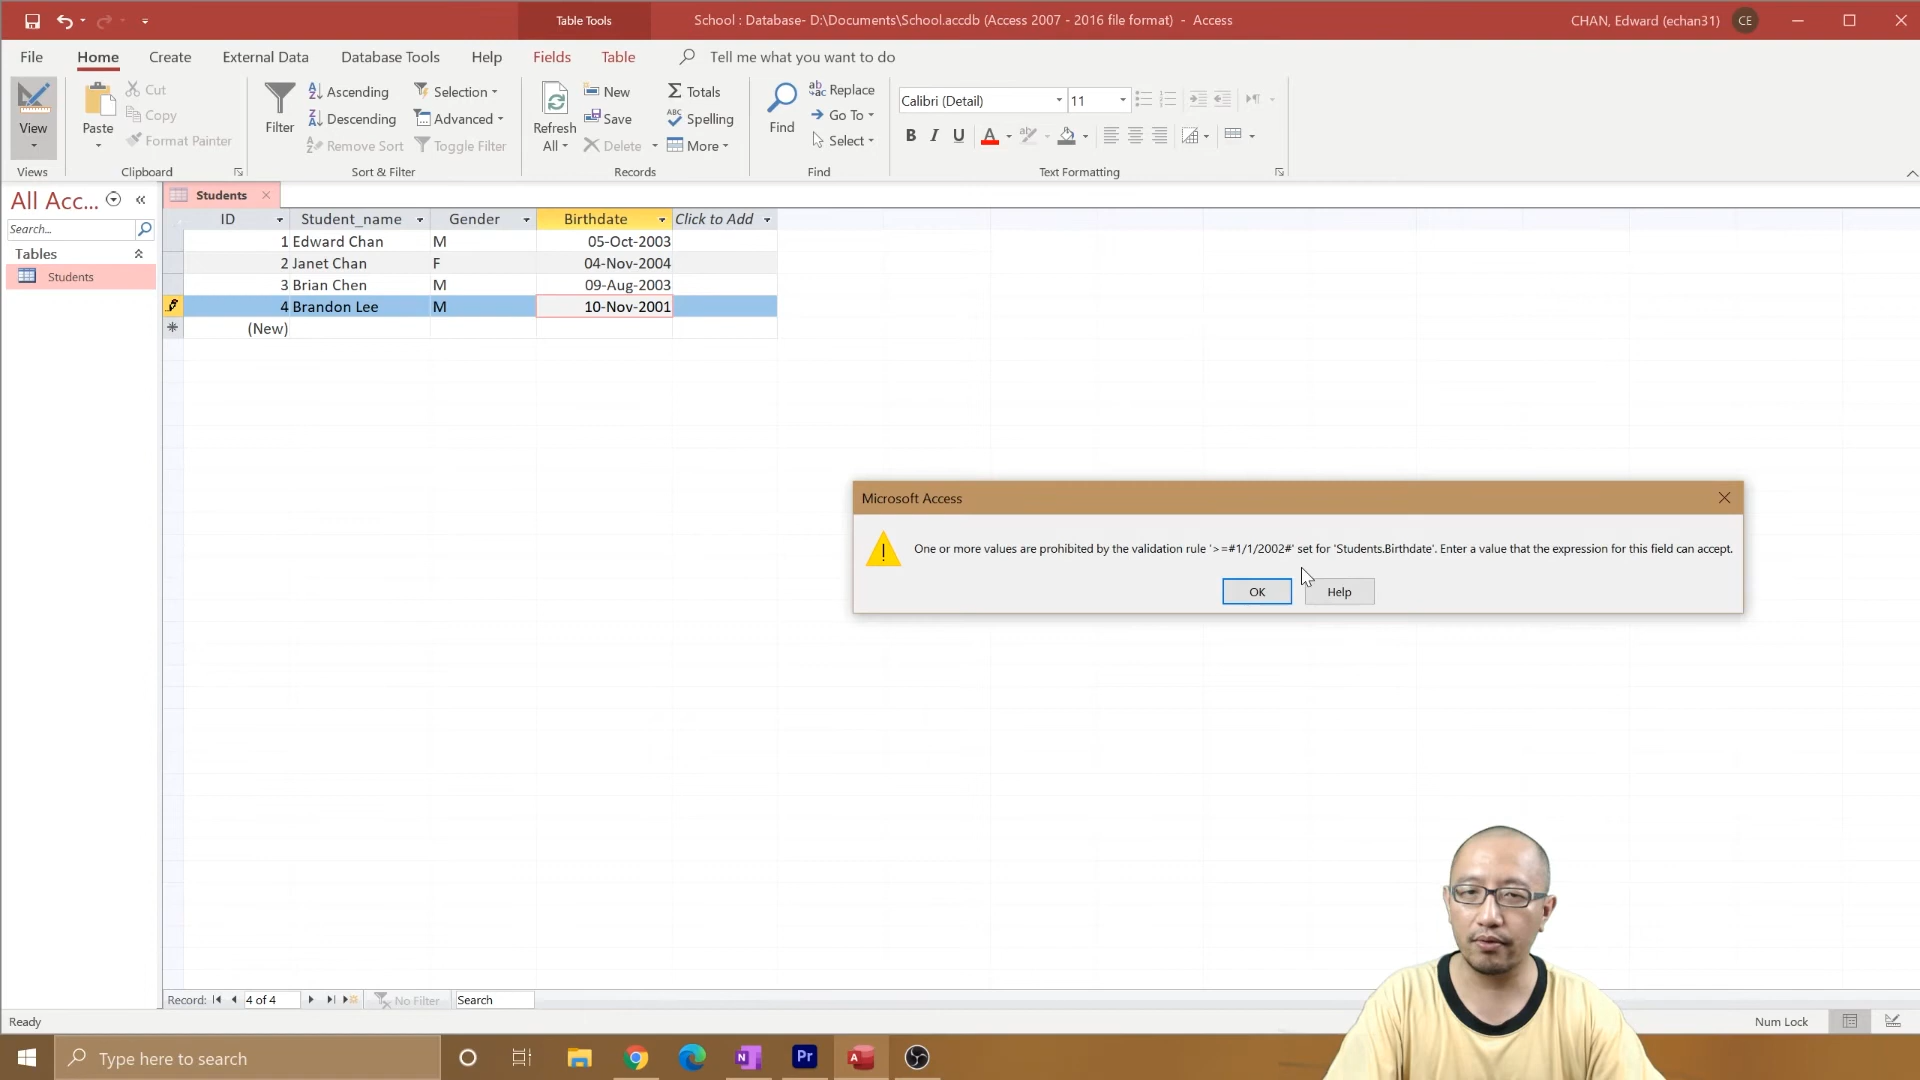 Table Tools
School : Database- D:\Documents\School.accdb (Access 2007 - 2016 file format) - Access
CHAN, Edward (echan31)
CE
File
Home
Create
External Data
Database Tools
Help
Fields
Table
Tell me what you want to do
View
Views
Paste
Cut
Copy
Format Painter
Clipboard
Filter
Ascending
Descending
Remove Sort
Selection
Advanced
Toggle Filter
Sort & Filter
Refresh
All
New
Save
Delete
Totals
Spelling
More
Records
Find
Replace
Go To
Select
Find
Calibri (Detail)
11
B I U
Text Formatting
All Acc...
Search...
Tables
Students
Students
ID Student_name Gender Birthdate Click to Add
1 Edward Chan M 05-Oct-2003
2 Janet Chan F 04-Nov-2004
3 Brian Chen M 09-Aug-2003
4 Brandon Lee M 10-Nov-2001
(New)
Microsoft Access
One or more values are prohibited by the validation rule '>=#1/1/2002#' set for 'Students.Birthdate'. Enter a value that the expression for this field can accept.
OK
Help
Record: 4 of 4 No Filter Search
Ready
Num Lock
Type here to search
N
Pr
A